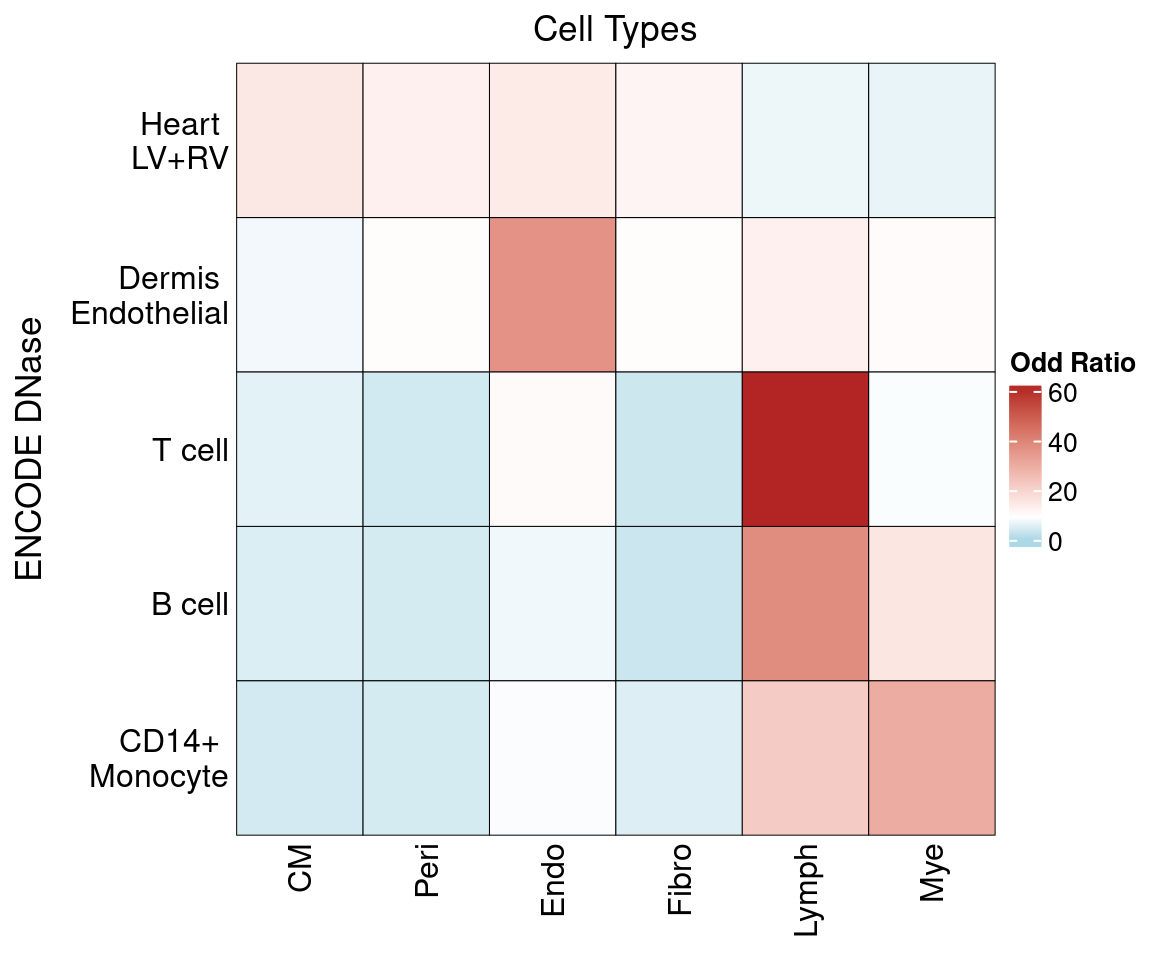 Cell Types
Heart
LV+RV
Dermis
Endothelial
T cell
B cell
CD14+
Monocyte
ENCODE DNase
CM
Peri
Endo
Fibro
Lymph
Mye
Odd Ratio
60
40
20
0